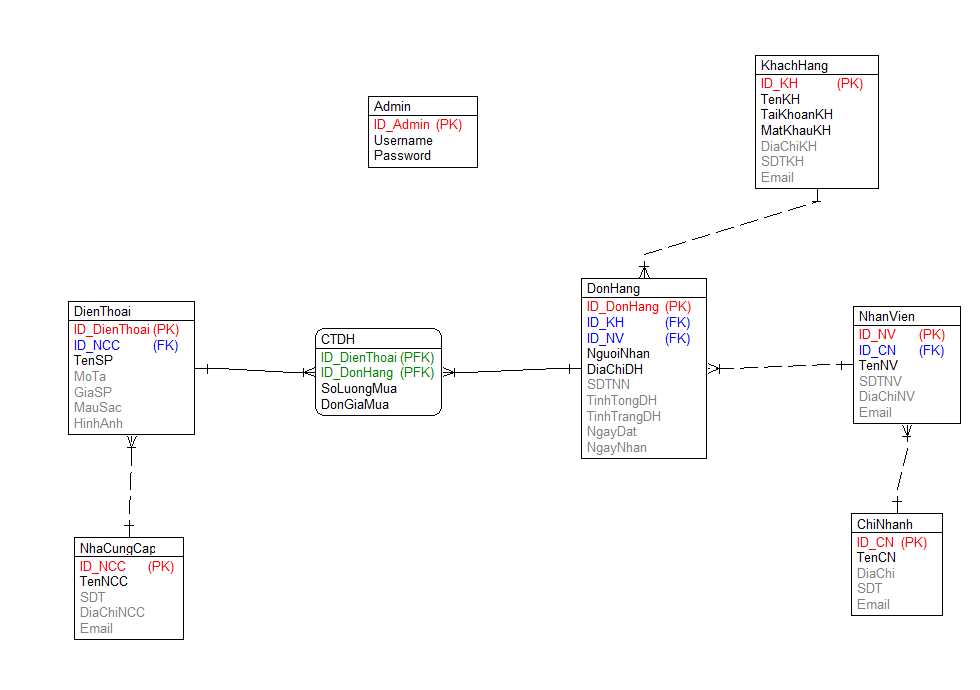 KhachHang
ID_KH (PK)
TenKH
TaiKhoanKH
MatKhauKH
DiaChiKH
SDTKH
Email
Admin
ID_Admin (PK)
Username
Password
DienThoai
ID_DienThoai (PK)
ID_NCC (FK)
TenSP
MoTa
GiaSP
MauSac
HinhAnh
CTDH
ID_DienThoai (PFK)
ID_DonHang (PFK)
SoLuongMua
DonGiaMua
DonHang
ID_DonHang (PK)
ID_KH (FK)
ID_NV (FK)
NguoiNhan
DiaChiDH
SDTNN
TinhTongDH
TinhTrangDH
NgayDat
NgayNhan
NhanVien
ID_NV (PK)
ID_CN (FK)
TenNV
SDTNV
DiaChiNV
Email
NhaCungCap
ID_NCC (PK)
TenNCC
SDT
DiaChiNCC
Email
ChiNhanh
ID_CN (PK)
TenCN
DiaChi
SDT
Email